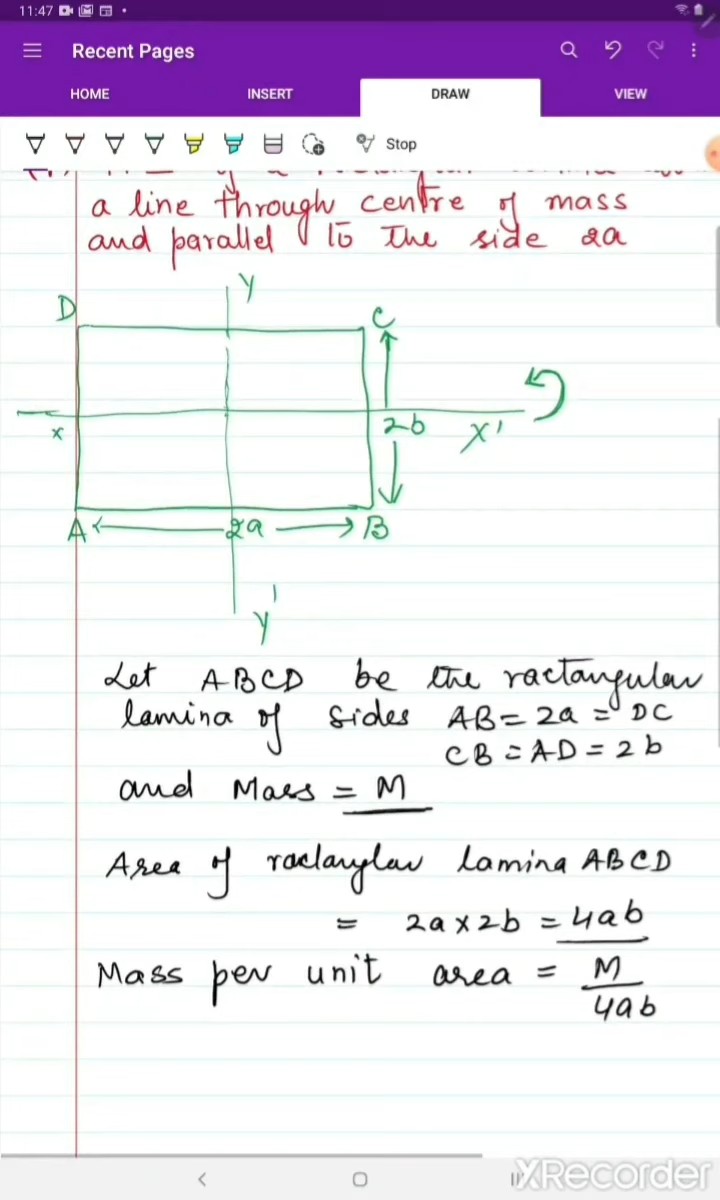 11:47
Recent Pages
HOME INSERT DRAW VIEW
Stop
a line through centre of mass
and parallel to the side 2a
Y
D
C
2b
x
X'
A
2a
B
Y'
Let ABCD be the ractangular
lamina of sides AB = 2a = DC
CB = AD = 2b
and Mass = M
Area of raclanglar lamina ABCD
= 2a x 2b = 4ab
Mass per unit area = M
4ab
XRecorder